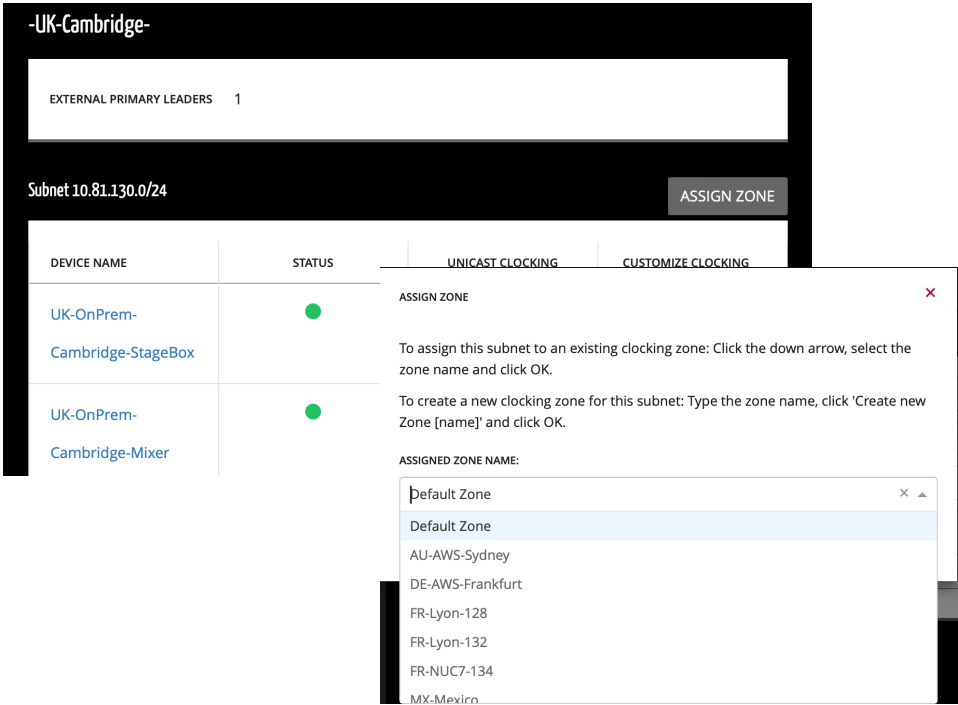 -UK-Cambridge-
EXTERNAL PRIMARY LEADERS 1
Subnet 10.81.130.0/24
ASSIGN ZONE
DEVICE NAME STATUS UNICAST CLOCKING CUSTOMIZE CLOCKING
UK-OnPrem-
Cambridge-StageBox
UK-OnPrem-
Cambridge-Mixer
ASSIGN ZONE ×
To assign this subnet to an existing clocking zone: Click the down arrow, select the
zone name and click OK.
To create a new clocking zone for this subnet: Type the zone name, click 'Create new
Zone [name]' and click OK.
ASSIGNED ZONE NAME:
Default Zone ×
Default Zone
AU-AWS-Sydney
DE-AWS-Frankfurt
FR-Lyon-128
FR-Lyon-132
FR-NUC7-134
MX-Mexico